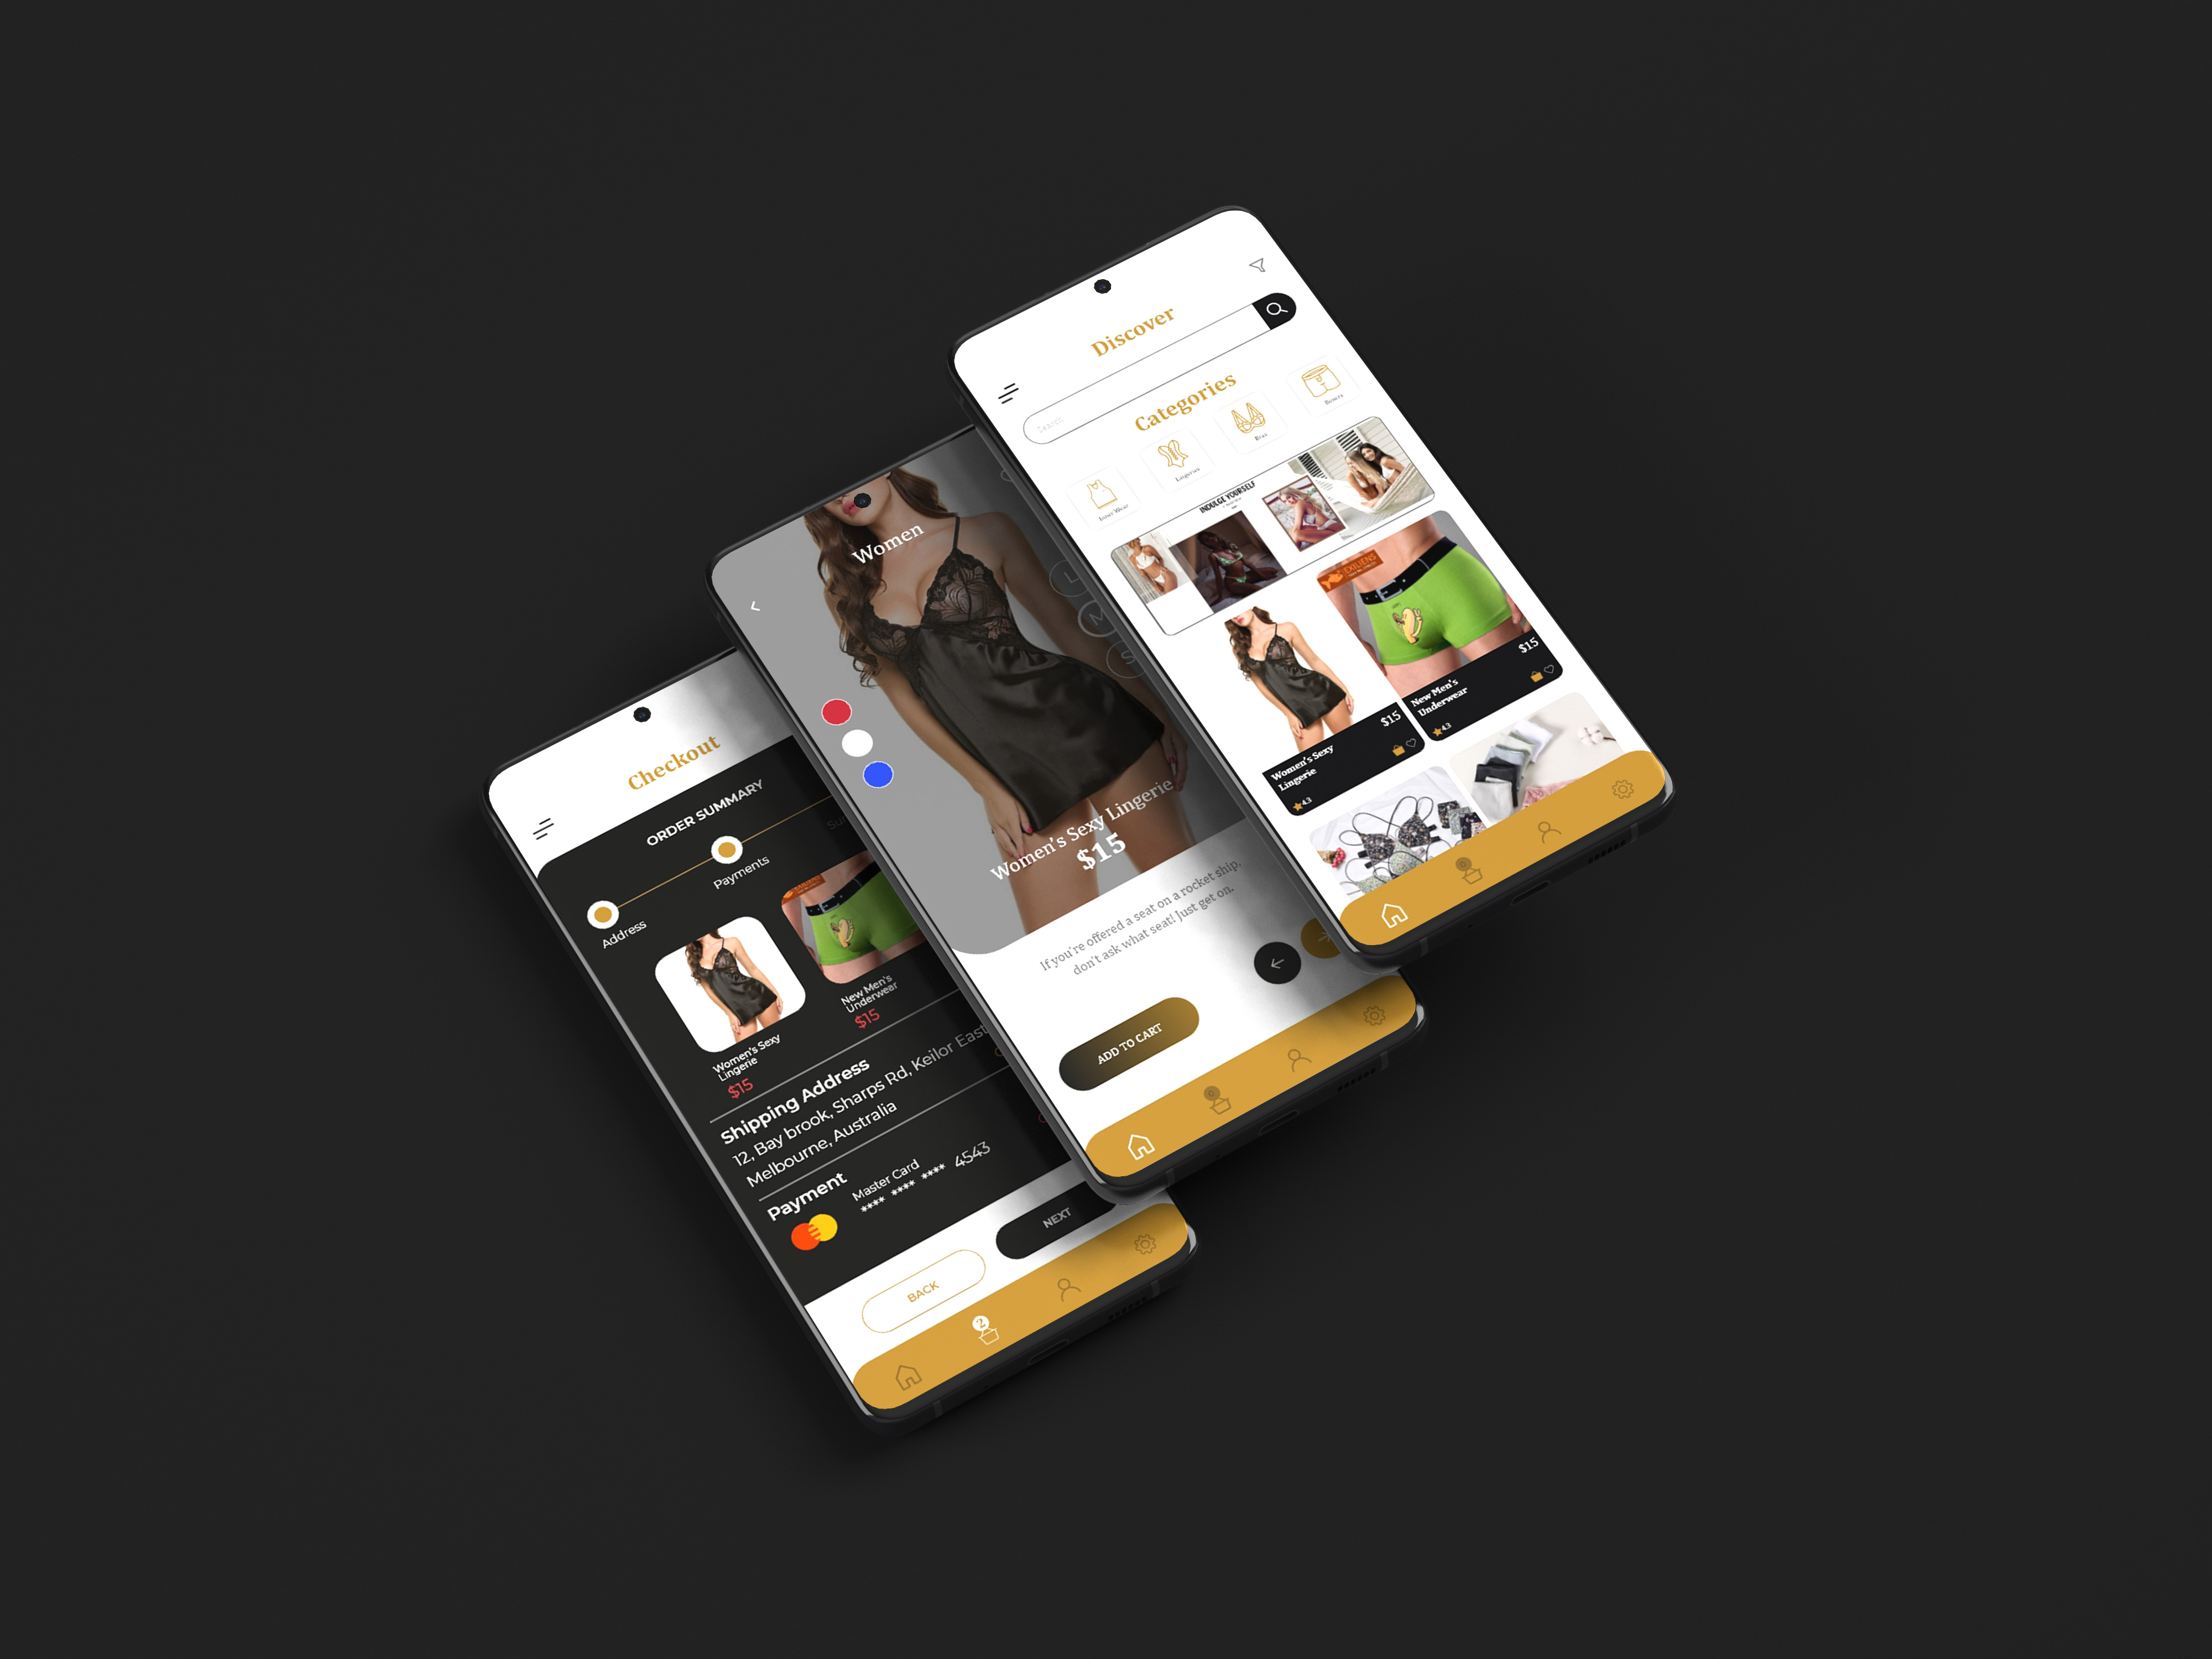 Discover
Search
Categories
Inner Wear
Lingeries
Bras
Boxers
INDULGE YOURSELF
EXILIENS
$15
New Men's
Underwear
4.3
$15
Women's Sexy
Lingerie
4.3
Women
L
M
S
Women's Sexy Lingerie
$15
If you're offered a seat on a rocket ship,
don't ask what seat! Just get on.
ADD TO CART
Checkout
ORDER SUMMARY
Address
Payments
Women's Sexy
Lingerie
$15
New Men's
Underwear
$15
Shipping Address
12, Bay brook, Sharps Rd, Keilor East
Melbourne, Australia
Payment
Master Card
**** **** **** 4543
BACK
NEXT
2